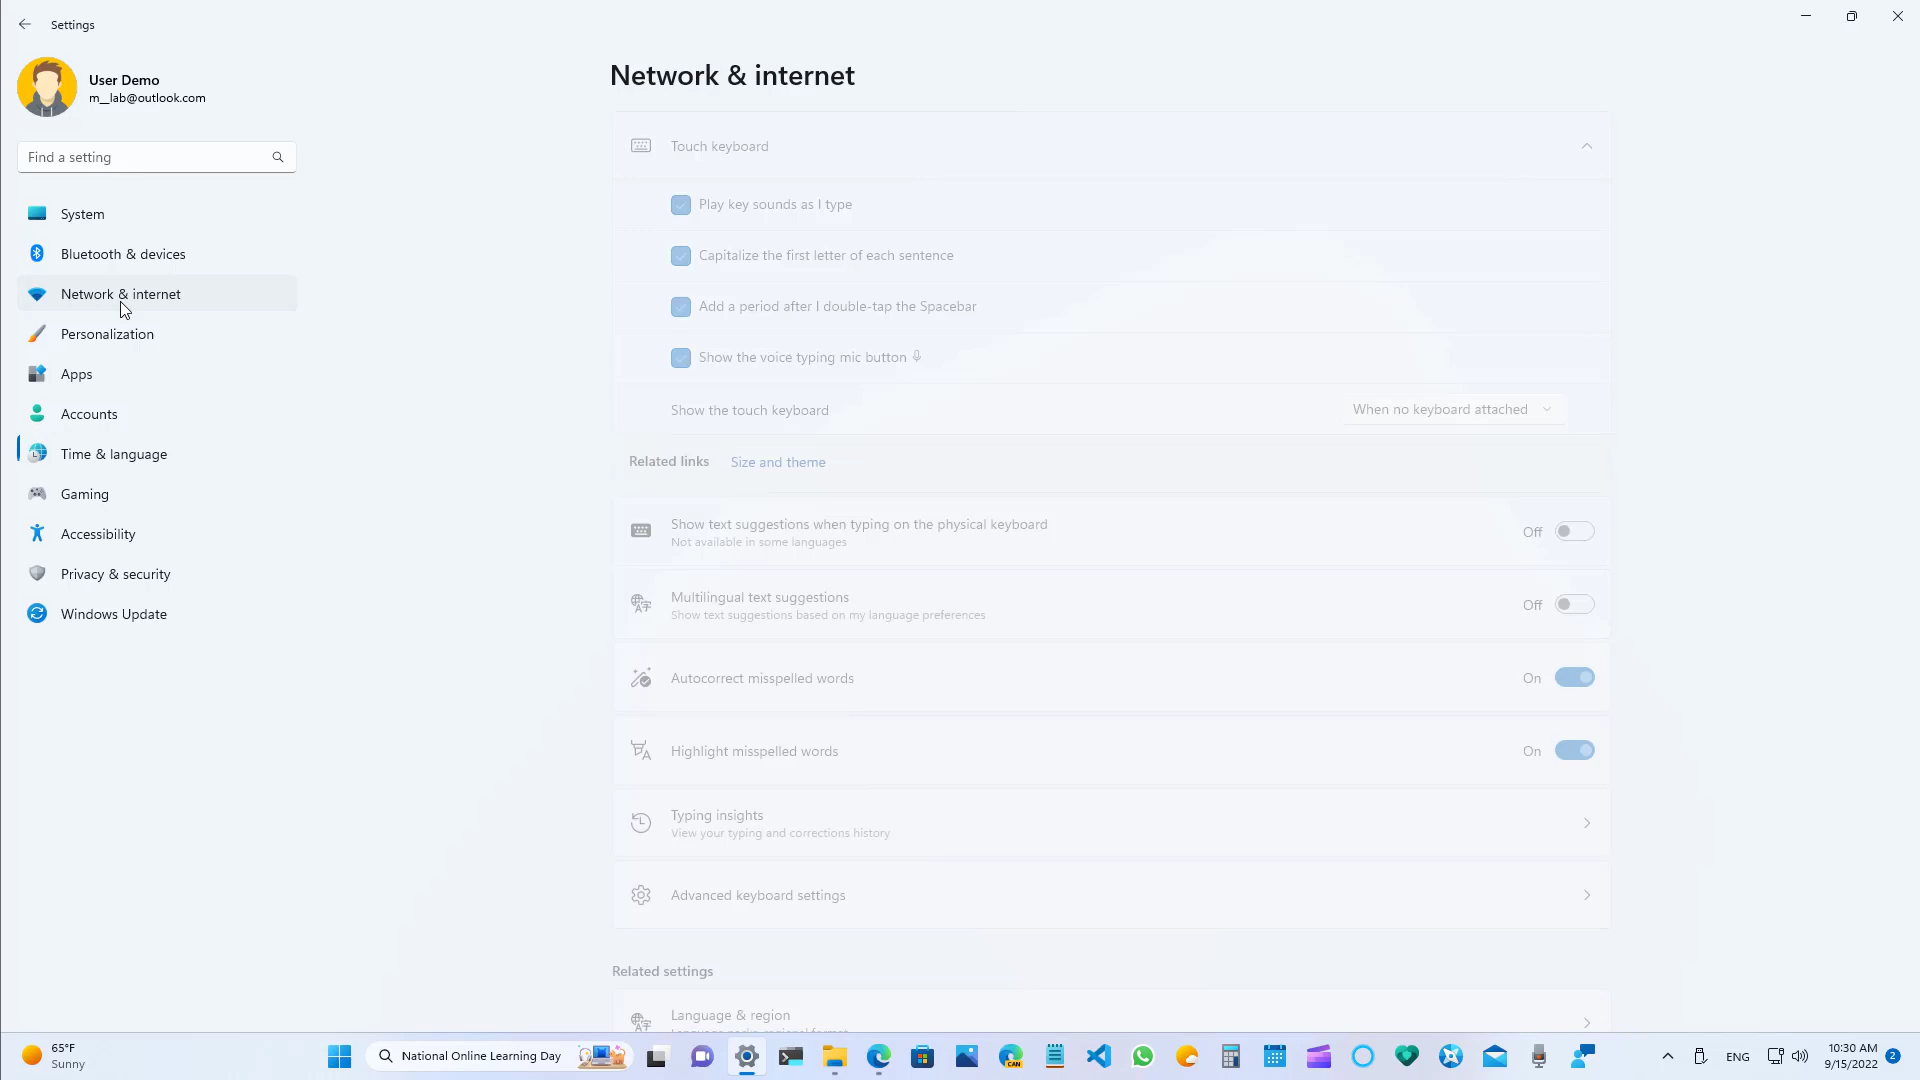 Settings
User Demo
m__lab@outlook.com
Find a setting
System
Bluetooth & devices
Network & internet
Personalization
Apps
Accounts
Time & language
Gaming
Accessibility
Privacy & security
Windows Update
Network & internet
Touch keyboard
Play key sounds as I type
Capitalize the first letter of each sentence
Add a period after I double-tap the Spacebar
Show the voice typing mic button
Show the touch keyboard
When no keyboard attached
Related links Size and theme
Show text suggestions when typing on the physical keyboard
Not available in some languages
Off
Multilingual text suggestions
Show text suggestions based on my language preferences
Off
Autocorrect misspelled words
On
Highlight misspelled words
On
Typing insights
View your typing and corrections history
Advanced keyboard settings
Related settings
Language & region
Language packs, regional format
65°F
Sunny
National Online Learning Day
CAN
ENG
10:30 AM
9/15/2022
2